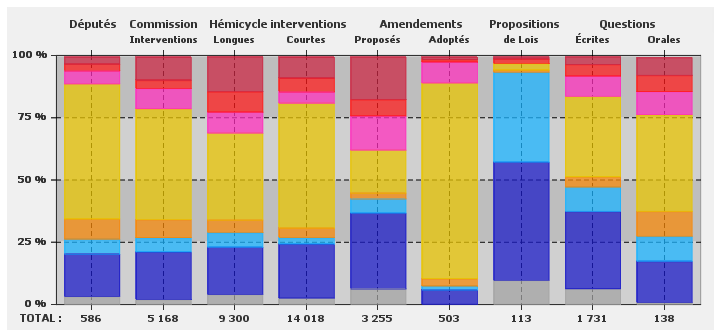 Députés Commission Hémicycle interventions Amendements Propositions Questions
Interventions Longues Courtes Proposés Adoptés de Lois Écrites Orales
100 %
75 %
50 %
25 %
0 %
TOTAL : 586 5 168 9 300 14 018 3 255 503 113 1 731 138